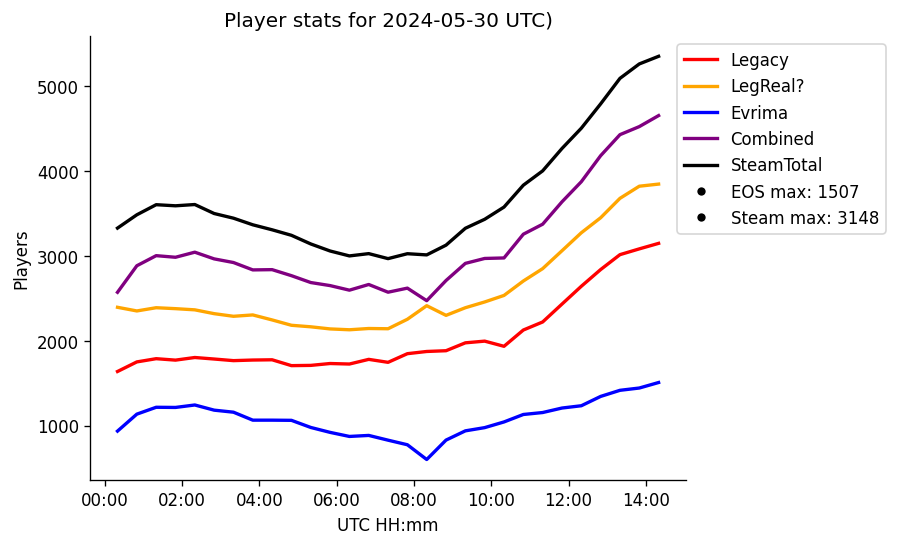 Player stats for 2024-05-30 UTC)
Legacy
LegReal?
Evrima
Combined
SteamTotal
EOS max: 1507
Steam max: 3148
Players
5000
4000
3000
2000
1000
00:00 02:00 04:00 06:00 08:00 10:00 12:00 14:00
UTC HH:mm